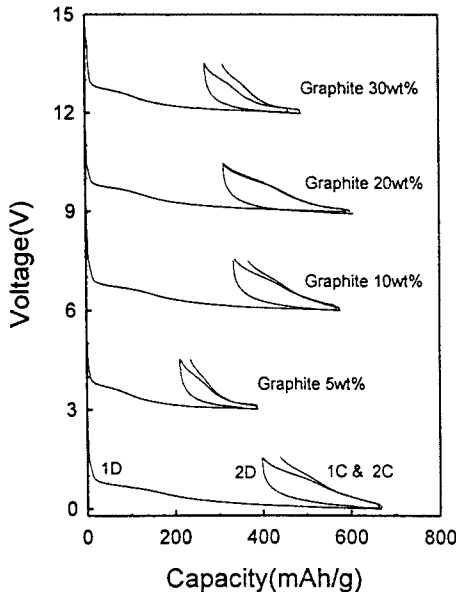 15
Graphite 30wt%
12
Graphite 20wt%
9
Voltage(V)
Graphite 10wt%
6
Graphite 5wt%
3
1D
2D
1C & 2C
0
0
200
400
600
800
Capacity(mAh/g)